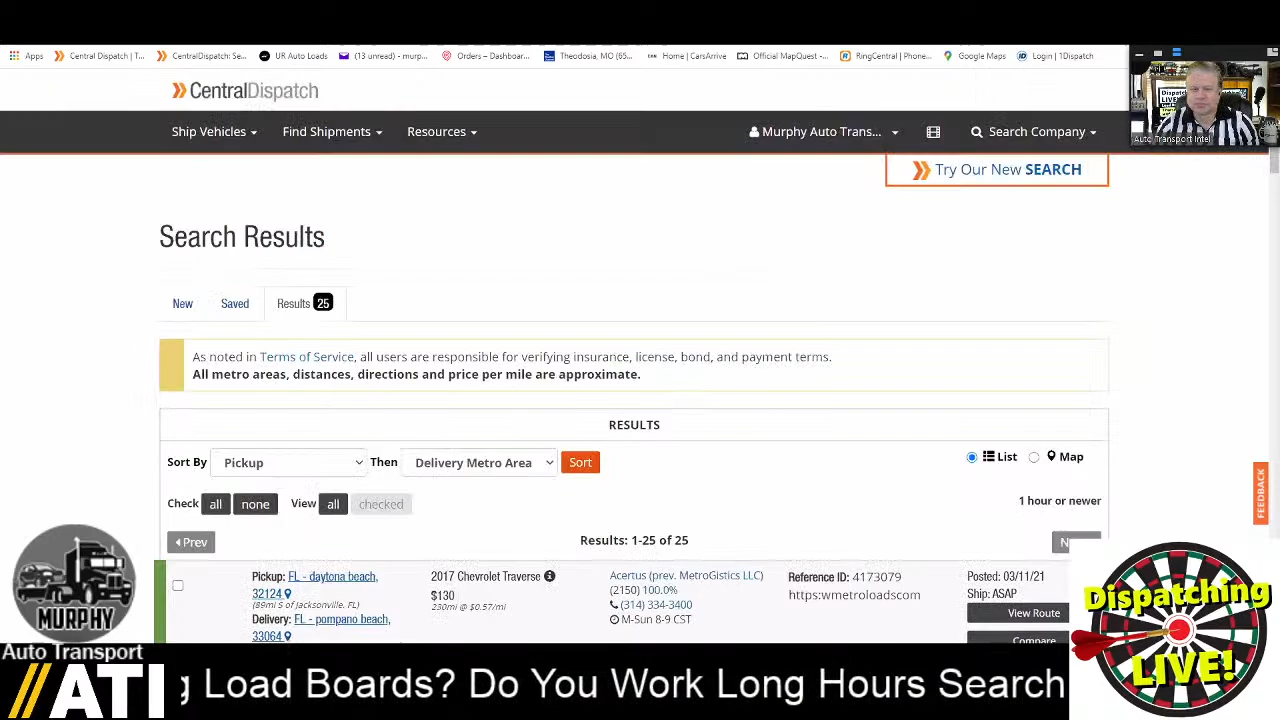 Apps
Central Dispatch | T...
CentralDispatch: Se...
UR Auto Loads
(13 unread) - murp...
Orders – Dashboar...
Theodosia, MO (65...
Home | CarsArrive
Official MapQuest -...
RingCentral | Phone...
Google Maps
Login | 1Dispatch
CentralDispatch
Ship Vehicles
Find Shipments
Resources
Murphy Auto Trans...
Search Company
Auto Transport Intel
Try Our New SEARCH
Search Results
New
Saved
Results 25
As noted in Terms of Service, all users are responsible for verifying insurance, license, bond, and payment terms.
All metro areas, distances, directions and price per mile are approximate.
RESULTS
Sort By Pickup Then Delivery Metro Area Sort
List Map
Check all none View all checked
1 hour or newer
Prev
Results: 1-25 of 25
Pickup: FL - daytona beach,
32124
(89mi S of Jacksonville, FL)
Delivery: FL - pompano beach,
33064
2017 Chevrolet Traverse
$130
230mi @ $0.57/mi
Acertus (prev. MetroGistics LLC)
(2150) 100.0%
(314) 334-3400
M-Sun 8-9 CST
Reference ID: 4173079
https:wmetroloadscom
Posted: 03/11/21
Ship: ASAP
View Route
Compare
FEEDBACK
MURPHY
Auto Transport
ATI
g Load Boards? Do You Work Long Hours Search
Dispatching
LIVE!